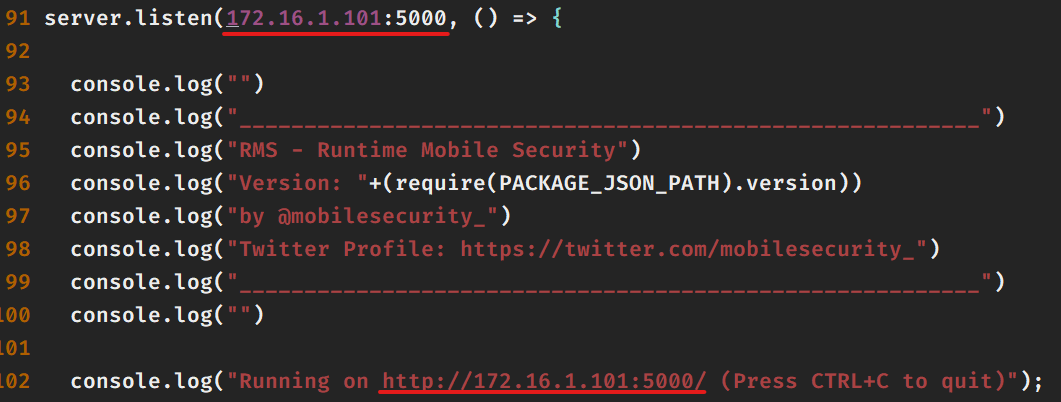 91 server.listen(172.16.1.101:5000, () => {
92
93   console.log("")
94   console.log("_________________________________________________________")
95   console.log("RMS - Runtime Mobile Security")
96   console.log("Version: "+(require(PACKAGE_JSON_PATH).version))
97   console.log("by @mobilesecurity_")
98   console.log("Twitter Profile: https://twitter.com/mobilesecurity_")
99   console.log("_________________________________________________________")
100   console.log("")
101
102   console.log("Running on http://172.16.1.101:5000/ (Press CTRL+C to quit)");